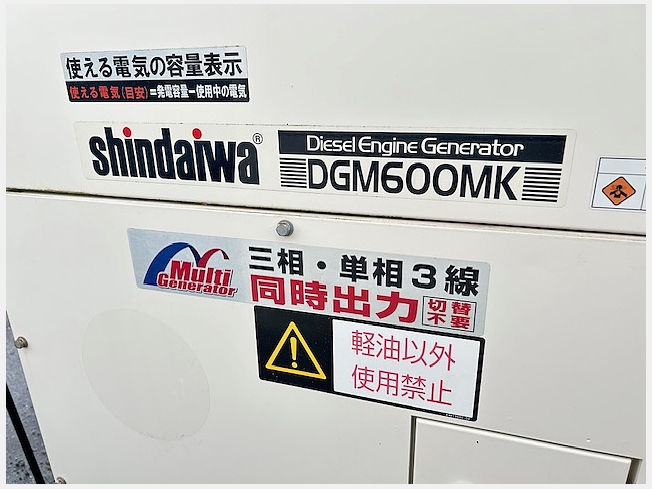 使える電気の容量表示
使える電気(目安)=発電容量ー使用中の電気
shindaiwa®
Diesel Engine Generator
DGM600MK
Multi
Generator
三相・単相3線
同時出力
切替
不要
軽油以外
使用禁止